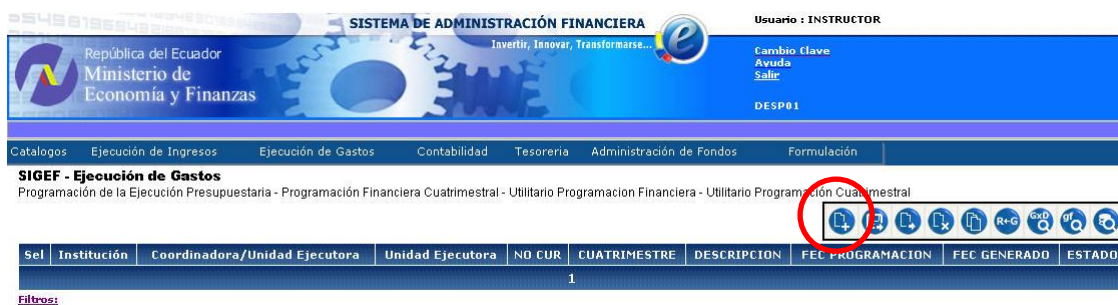 SISTEMA DE ADMINISTRACIÓN FINANCIERA
Usuario : INSTRUCTOR
Invertir, Innovar, Transformarse...
República del Ecuador
Ministerio de
Economía y Finanzas
Cambio Clave
Ayuda
Salir
DESP01
Catalogos Ejecución de Ingresos Ejecución de Gastos Contabilidad Tesoreria Administración de Fondos Formulación
SIGEF - Ejecución de Gastos
Programación de la Ejecución Presupuestaria - Programación Financiera Cuatrimestral - Utilitario Programacion Financiera - Utilitario Programación Cuatrimestral
R←G GXD gf
Sel Institución Coordinadora/Unidad Ejecutora Unidad Ejecutora NO CUR CUATRIMESTRE DESCRIPCION FEC PROGRAMACION FEC GENERADO ESTADO
1
Filtros: